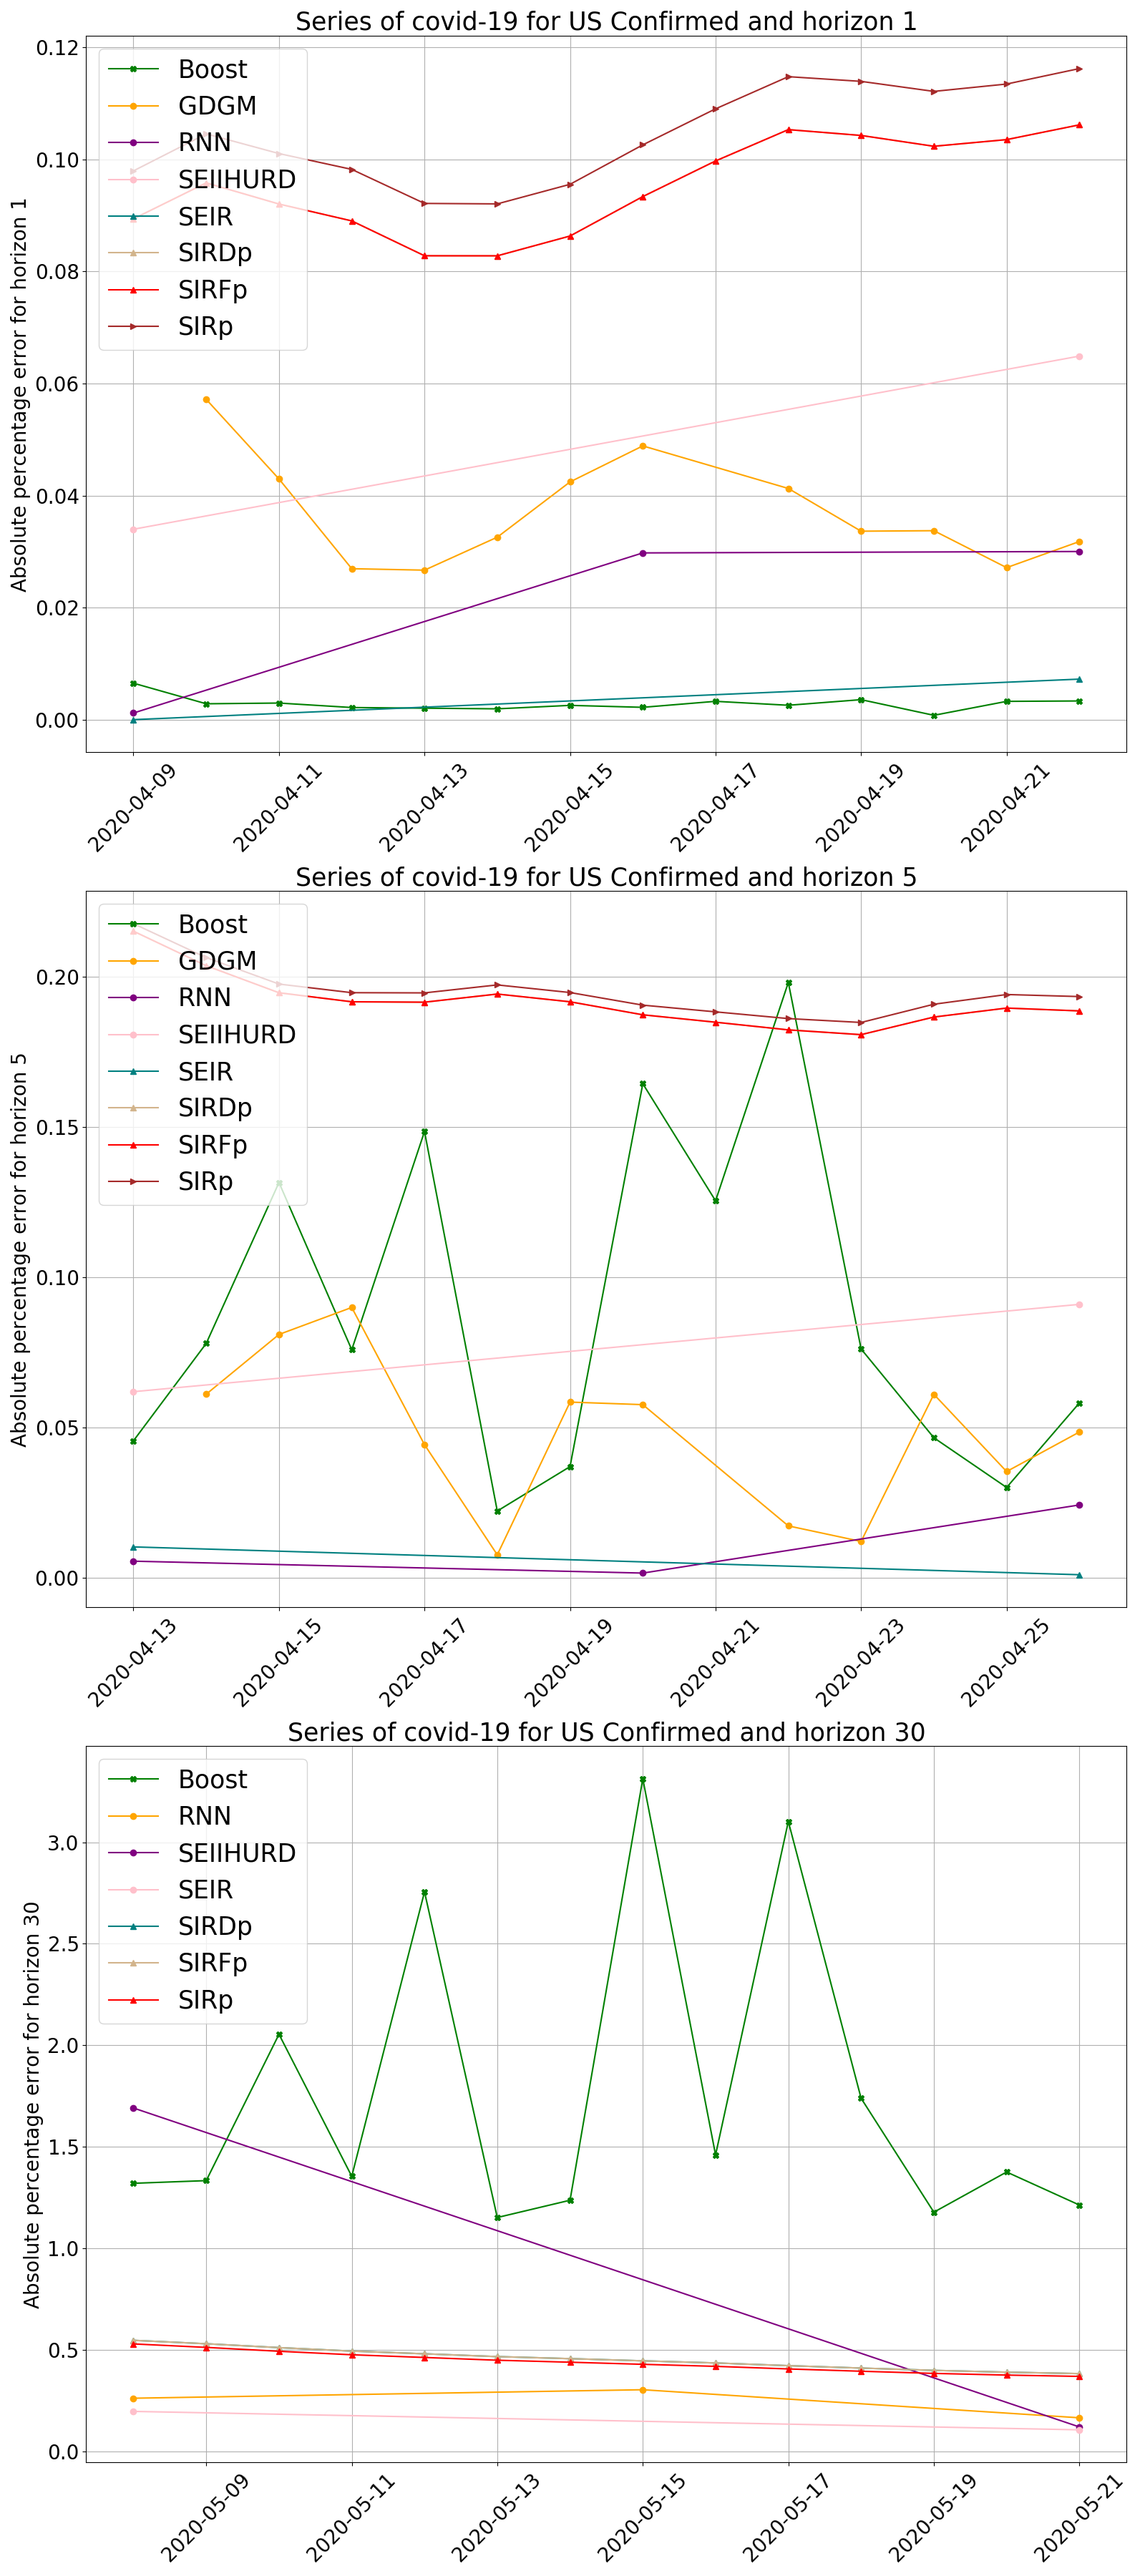 Series of covid-19 for US Confirmed and horizon 1
Absolute percentage error for horizon 1
0.12
0.10
0.08
0.06
0.04
0.02
0.00
Boost
GDGM
RNN
SEIIHURD
SEIR
SIRDp
SIRFp
SIRp
2020-04-09
2020-04-11
2020-04-13
2020-04-15
2020-04-17
2020-04-19
2020-04-21
Series of covid-19 for US Confirmed and horizon 5
Absolute percentage error for horizon 5
0.20
0.15
0.10
0.05
0.00
Boost
GDGM
RNN
SEIIHURD
SEIR
SIRDp
SIRFp
SIRp
2020-04-13
2020-04-15
2020-04-17
2020-04-19
2020-04-21
2020-04-23
2020-04-25
Series of covid-19 for US Confirmed and horizon 30
Absolute percentage error for horizon 30
3.0
2.5
2.0
1.5
1.0
0.5
0.0
Boost
RNN
SEIIHURD
SEIR
SIRDp
SIRFp
SIRp
2020-05-09
2020-05-11
2020-05-13
2020-05-15
2020-05-17
2020-05-19
2020-05-21